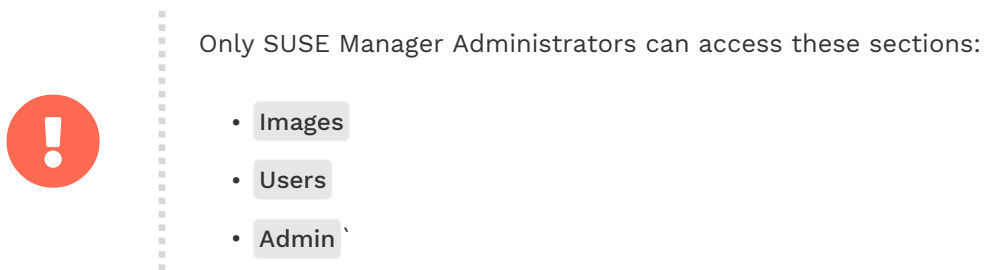 Only SUSE Manager Administrators can access these sections:
• Images
• Users
• Admin`